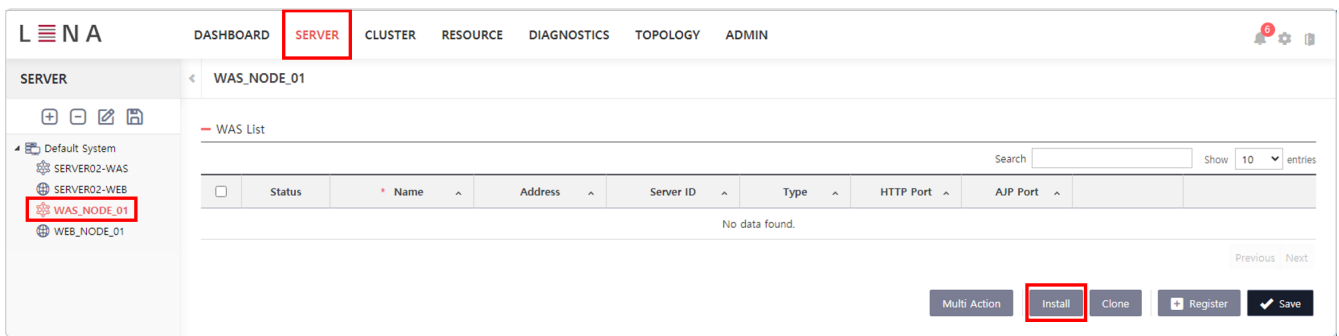 LENA DASHBOARD SERVER CLUSTER RESOURCE DIAGNOSTICS TOPOLOGY ADMIN 6
SERVER
WAS_NODE_01
Default System
SERVER02-WAS
SERVER02-WEB
WAS_NODE_01
WEB_NODE_01
WAS List
Search Show 10 entries
Status * Name Address Server ID Type HTTP Port AJP Port
No data found.
Previous Next
Multi Action Install Clone Register Save